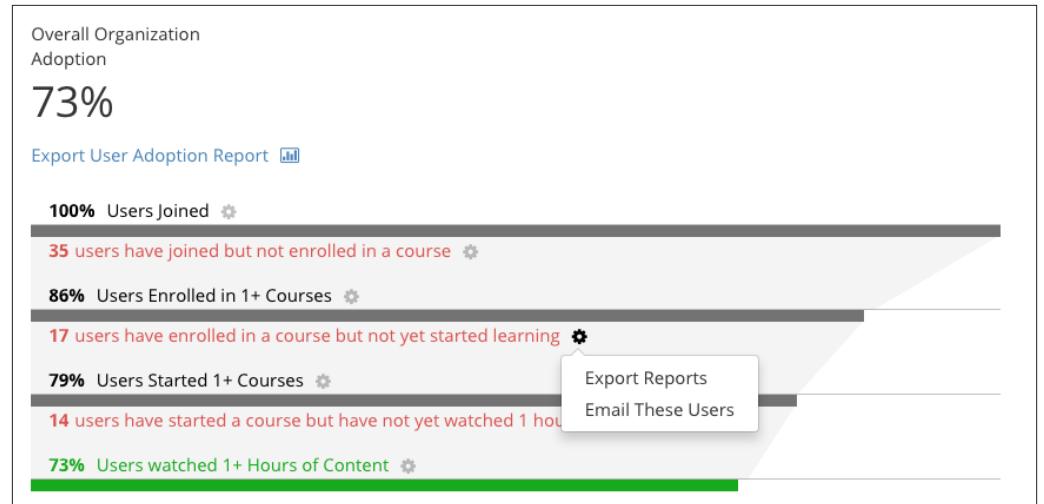 Overall Organization
Adoption
73%
Export User Adoption Report
100% Users Joined
35 users have joined but not enrolled in a course
86% Users Enrolled in 1+ Courses
17 users have enrolled in a course but not yet started learning
Export Reports
Email These Users
79% Users Started 1+ Courses
14 users have started a course but have not yet watched 1
73% Users watched 1+ Hours of Content